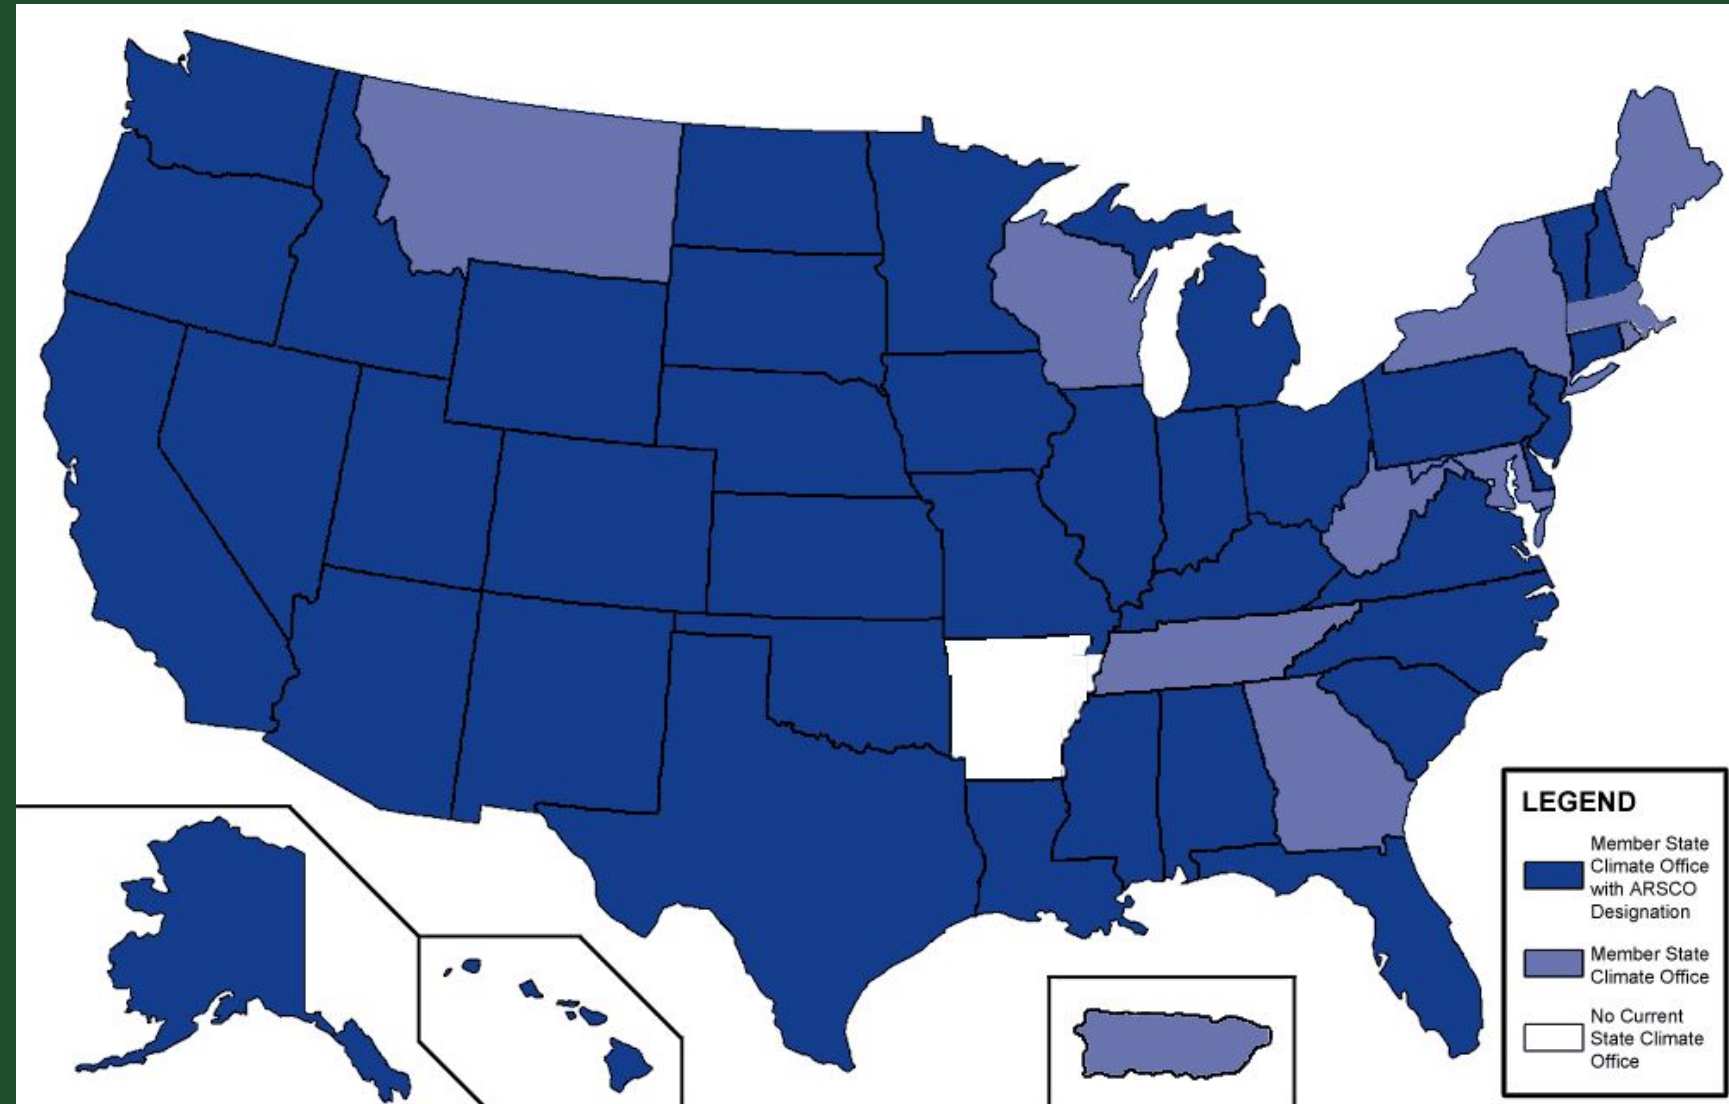 LEGEND
Member State
Climate Office
with ARSCO
Designation
Member State
Climate Office
No Current
State Climate
Office